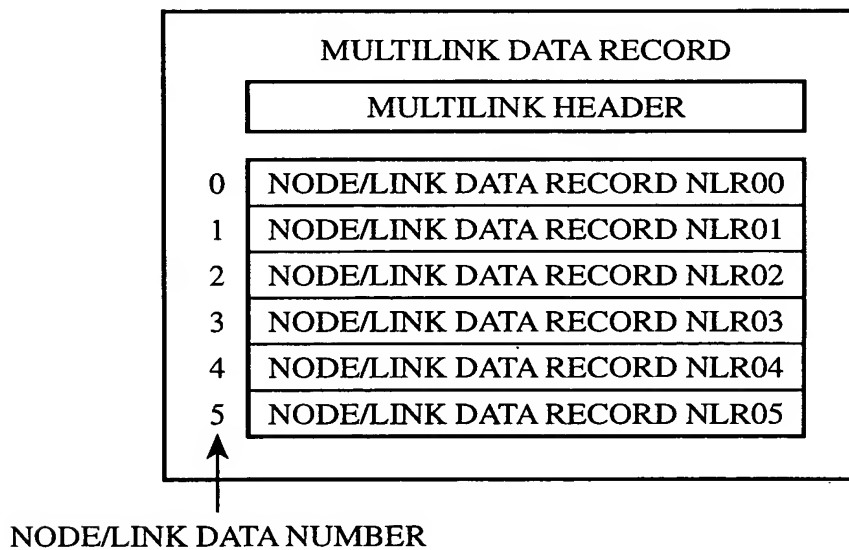 MULTILINK DATA RECORD
MULTILINK HEADER
0 NODE/LINK DATA RECORD NLR00
1 NODE/LINK DATA RECORD NLR01
2 NODE/LINK DATA RECORD NLR02
3 NODE/LINK DATA RECORD NLR03
4 NODE/LINK DATA RECORD NLR04
5 NODE/LINK DATA RECORD NLR05
NODE/LINK DATA NUMBER